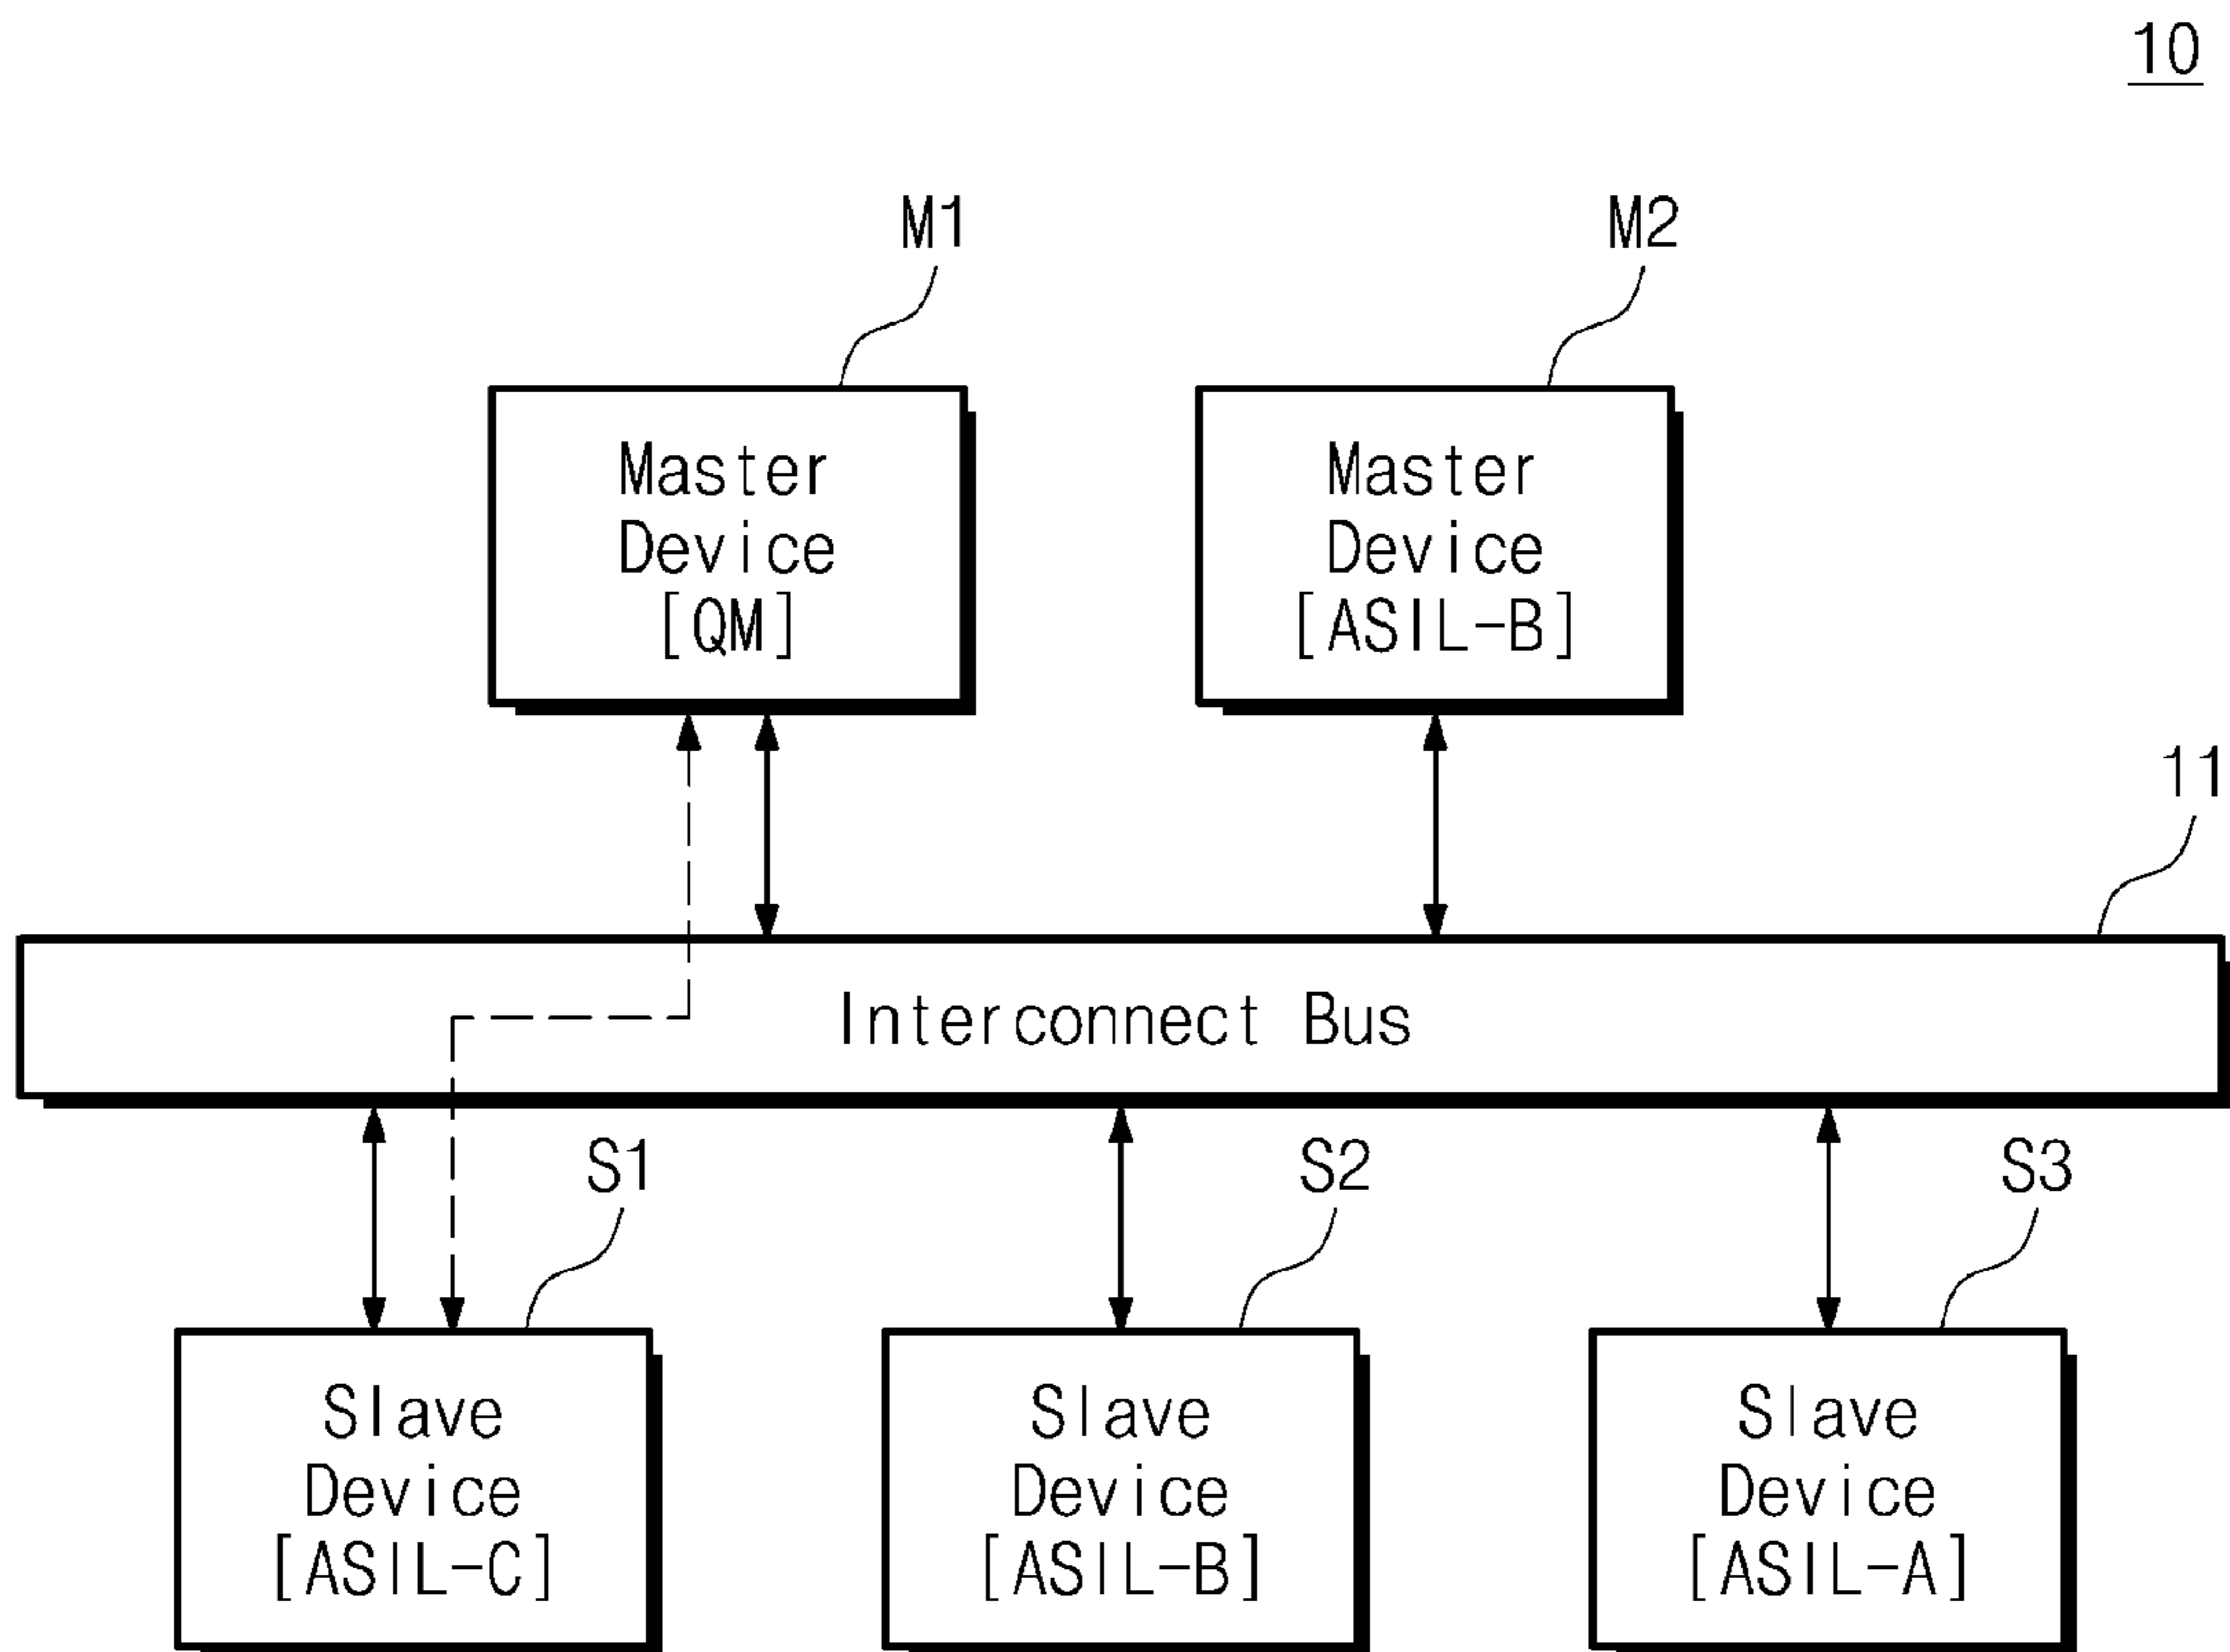 10
M1
M2
Master
Device
[QM]
Master
Device
[ASIL-B]
11
Interconnect Bus
S1
S2
S3
Slave
Device
[ASIL-C]
Slave
Device
[ASIL-B]
Slave
Device
[ASIL-A]